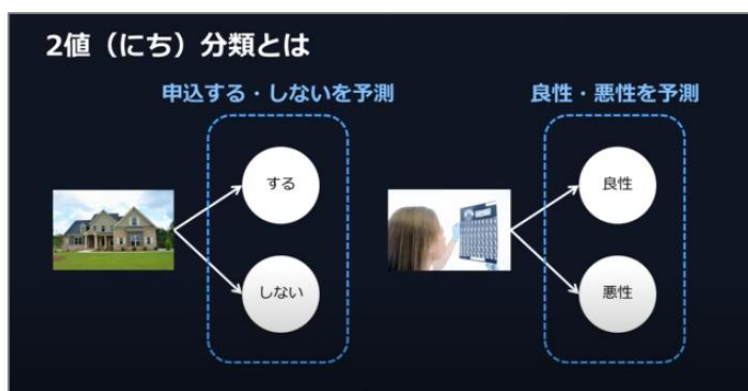 2値（にち）分類とは
申込する・しないを予測
良性・悪性を予測
する
しない
良性
悪性